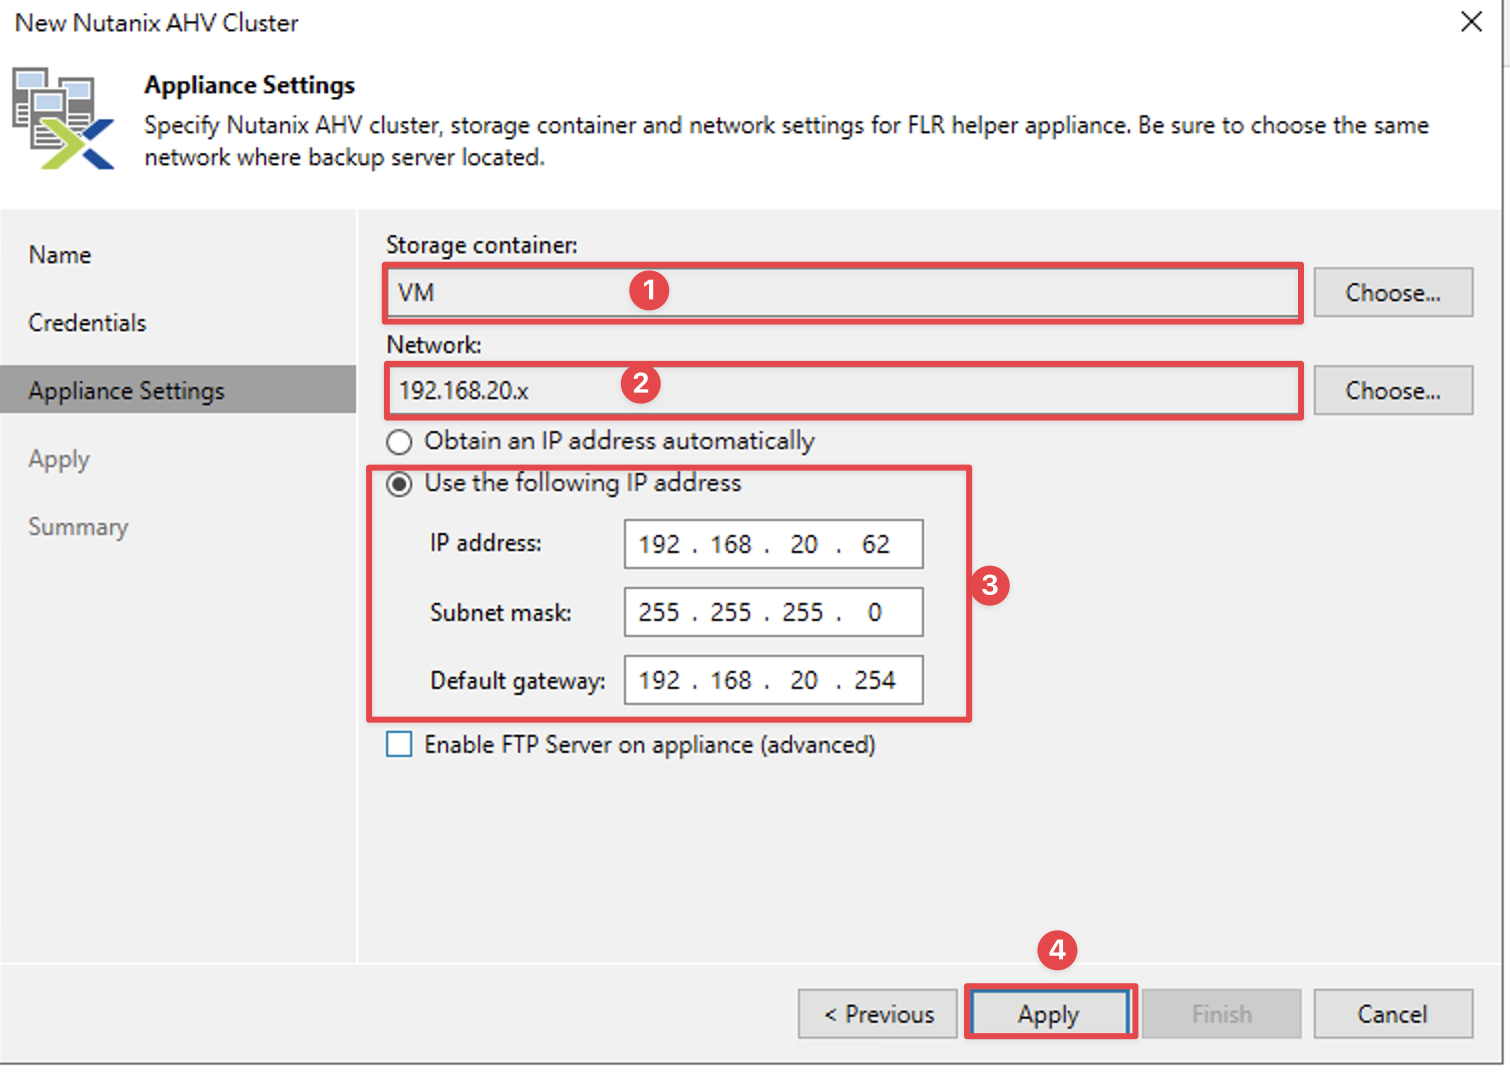 New Nutanix AHV Cluster
Appliance Settings
Specify Nutanix AHV cluster, storage container and network settings for FLR helper appliance. Be sure to choose the same
network where backup server located.
Name
Credentials
Appliance Settings
Apply
Summary
Storage container:
VM
1
Choose...
Network:
192.168.20.x
2
Choose...
Obtain an IP address automatically
Use the following IP address
IP address:
192 . 168 . 20 . 62
3
Subnet mask:
255 . 255 . 255 . 0
Default gateway:
192 . 168 . 20 . 254
Enable FTP Server on appliance (advanced)
4
< Previous
Apply
Finish
Cancel